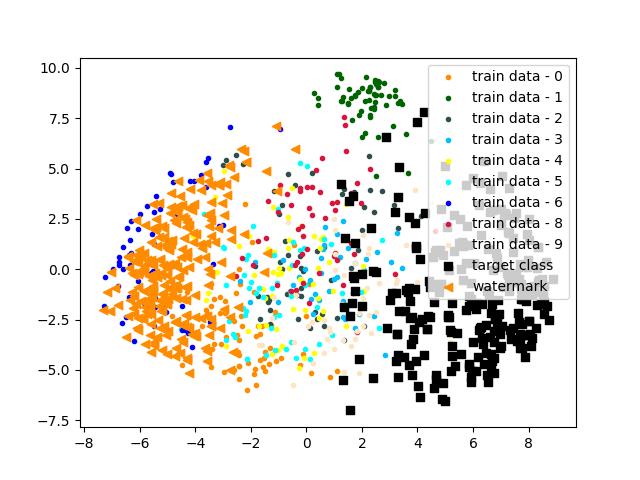 10.0
7.5
5.0
2.5
0.0
−2.5
−5.0
−7.5
−8
−6
−4
−2
0
2
4
6
8
train data - 0
train data - 1
train data - 2
train data - 3
train data - 4
train data - 5
train data - 6
train data - 8
train data - 9
target class
watermark